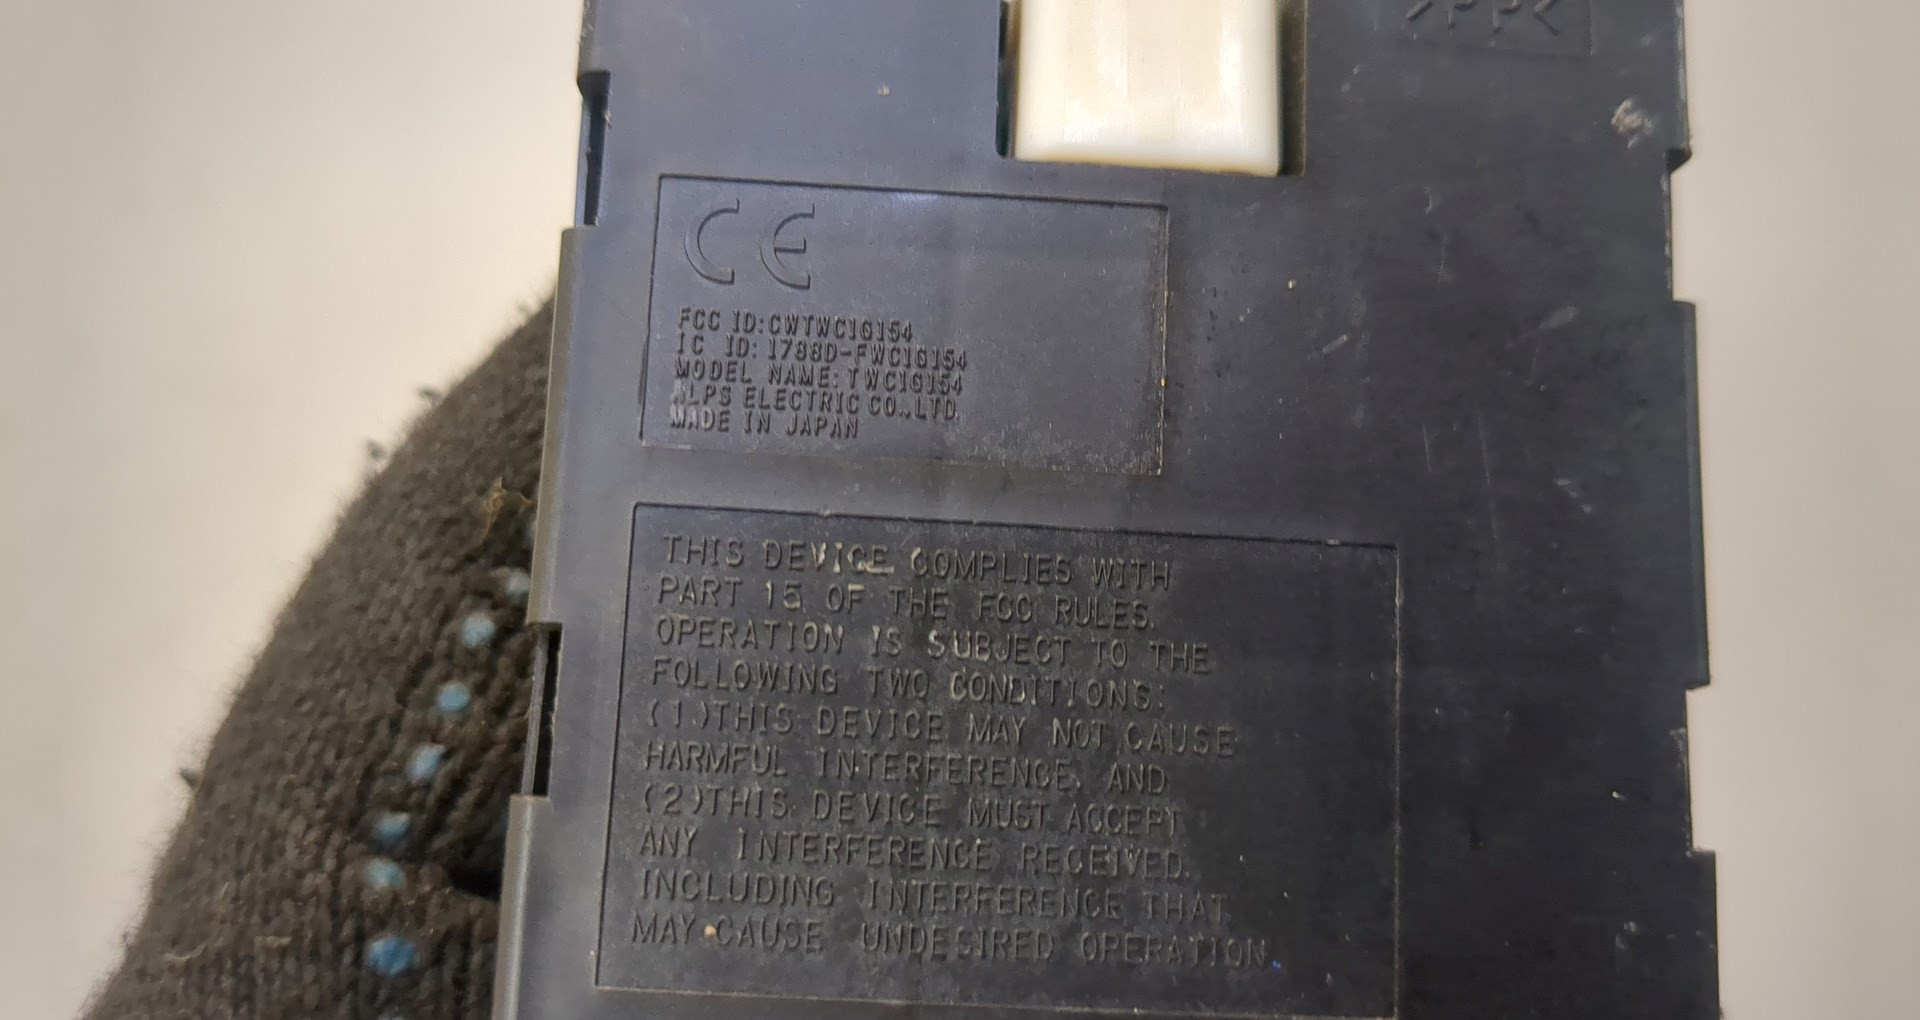 >PP<
CE
FCC ID:CWTWC1G154
IC ID: 1788D-FWC1G154
MODEL NAME: TWC1G154
ALPS ELECTRIC CO.,LTD.
MADE IN JAPAN
THIS DEVICE COMPLIES WITH
PART 15 OF THE FCC RULES.
OPERATION IS SUBJECT TO THE
FOLLOWING TWO CONDITIONS:
(1)THIS DEVICE MAY NOT CAUSE
HARMFUL INTERFERENCE, AND
(2)THIS DEVICE MUST ACCEPT
ANY INTERFERENCE RECEIVED,
INCLUDING INTERFERENCE THAT
MAY CAUSE UNDESIRED OPERATION